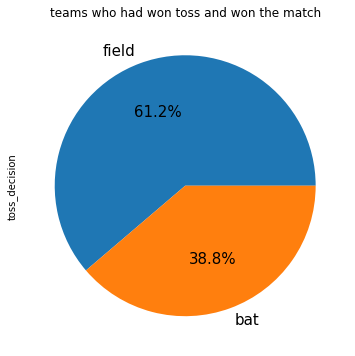 teams who had won toss and won the match
field
61.2%
toss_decision
38.8%
bat